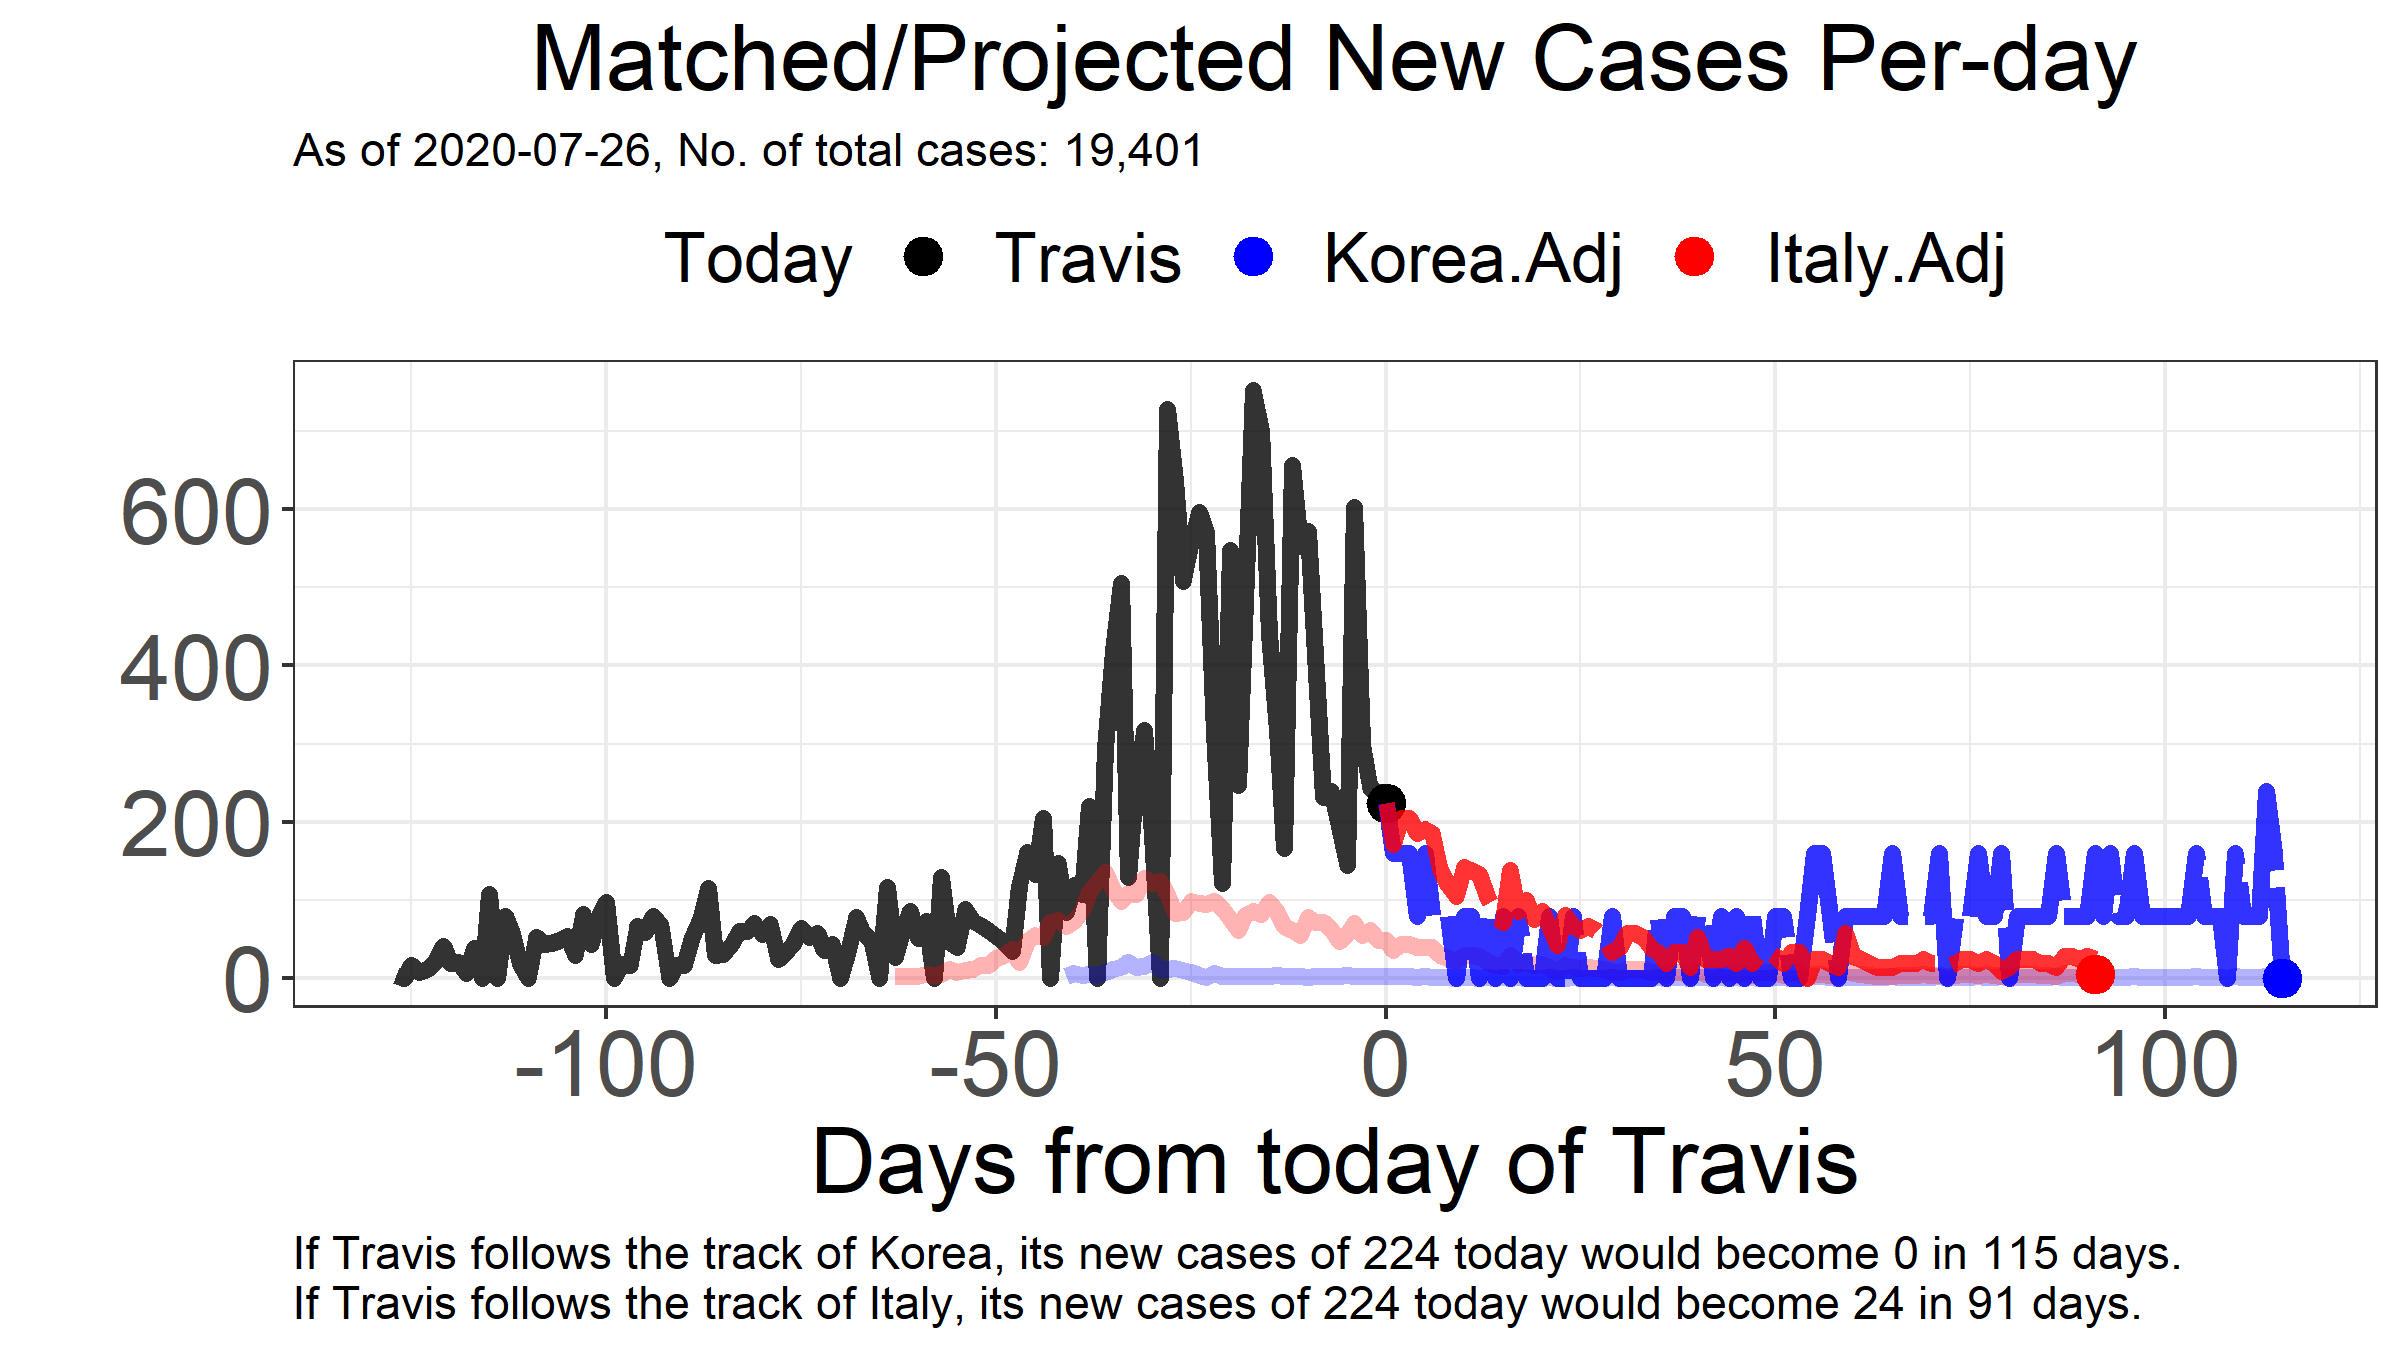 Matched/Projected New Cases Per-day
As of 2020-07-26, No. of total cases: 19,401
Today Travis Korea.Adj Italy.Adj
600
400
200
0
-100 -50 0 50 100
Days from today of Travis
If Travis follows the track of Korea, its new cases of 224 today would become 0 in 115 days.
If Travis follows the track of Italy, its new cases of 224 today would become 24 in 91 days.